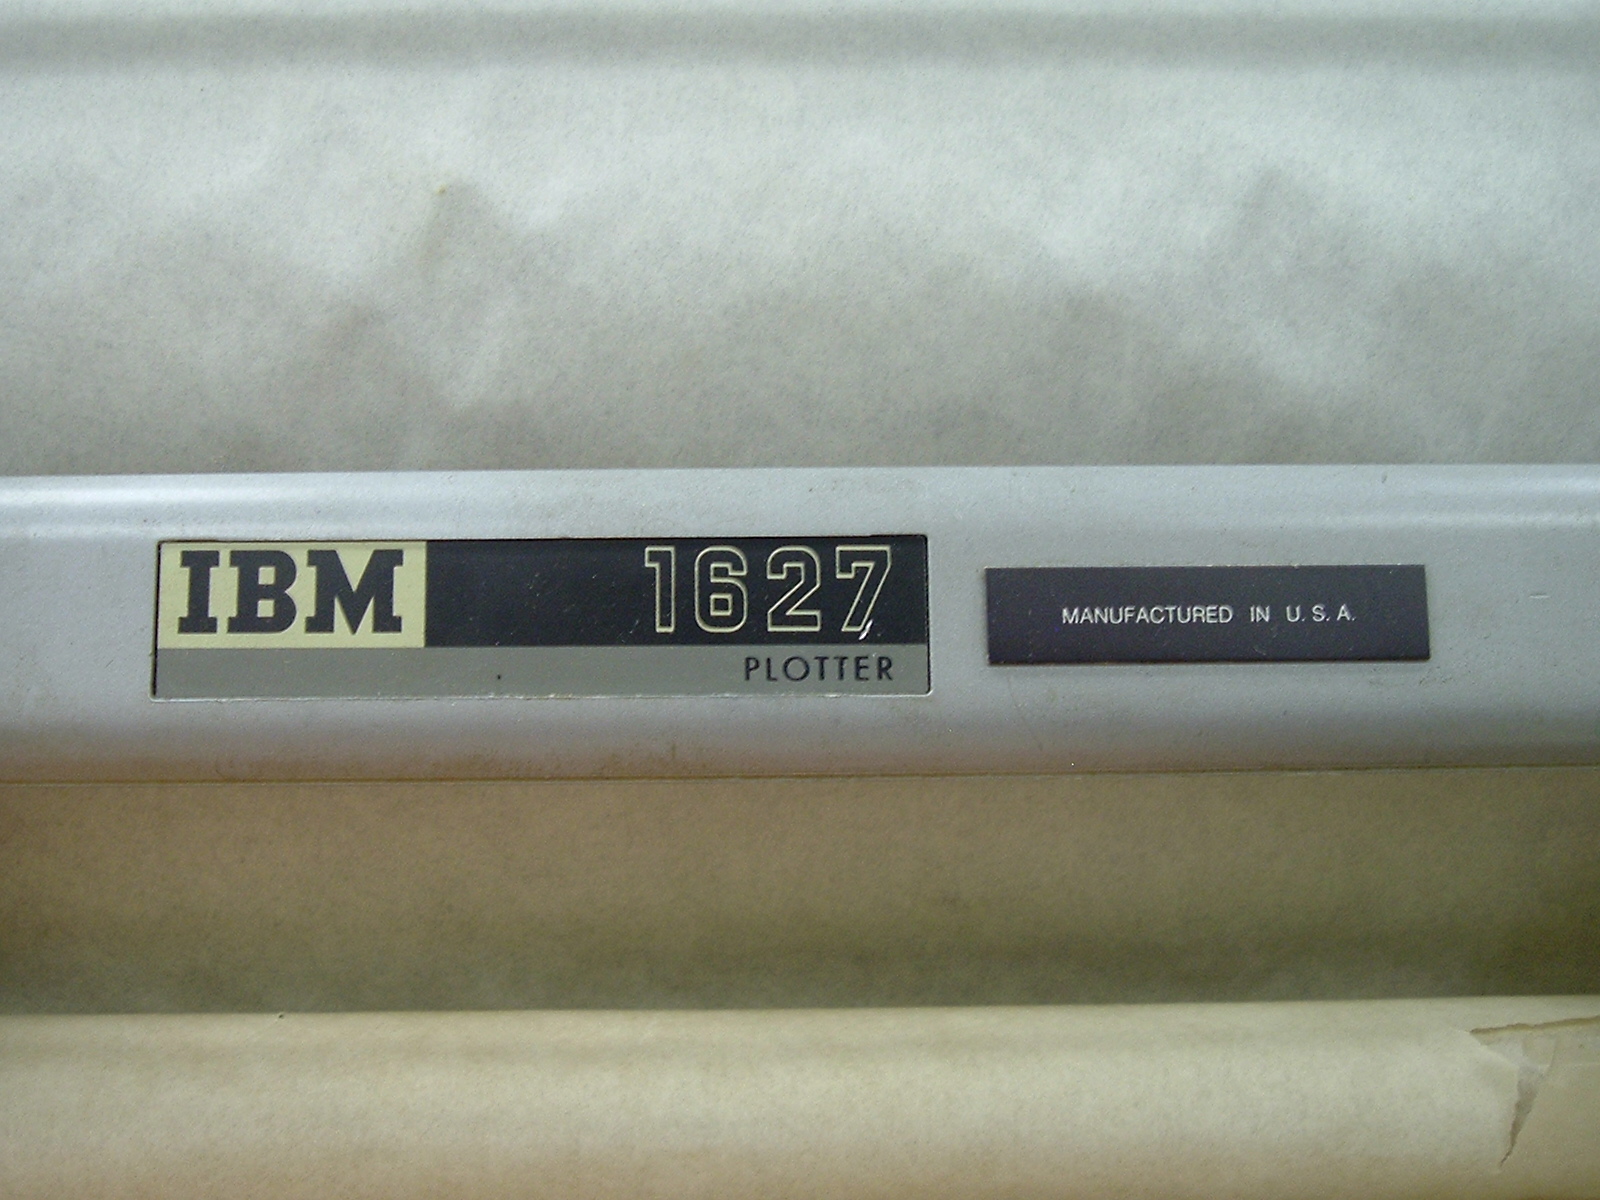 IBM 1627
PLOTTER
MANUFACTURED IN U.S.A.